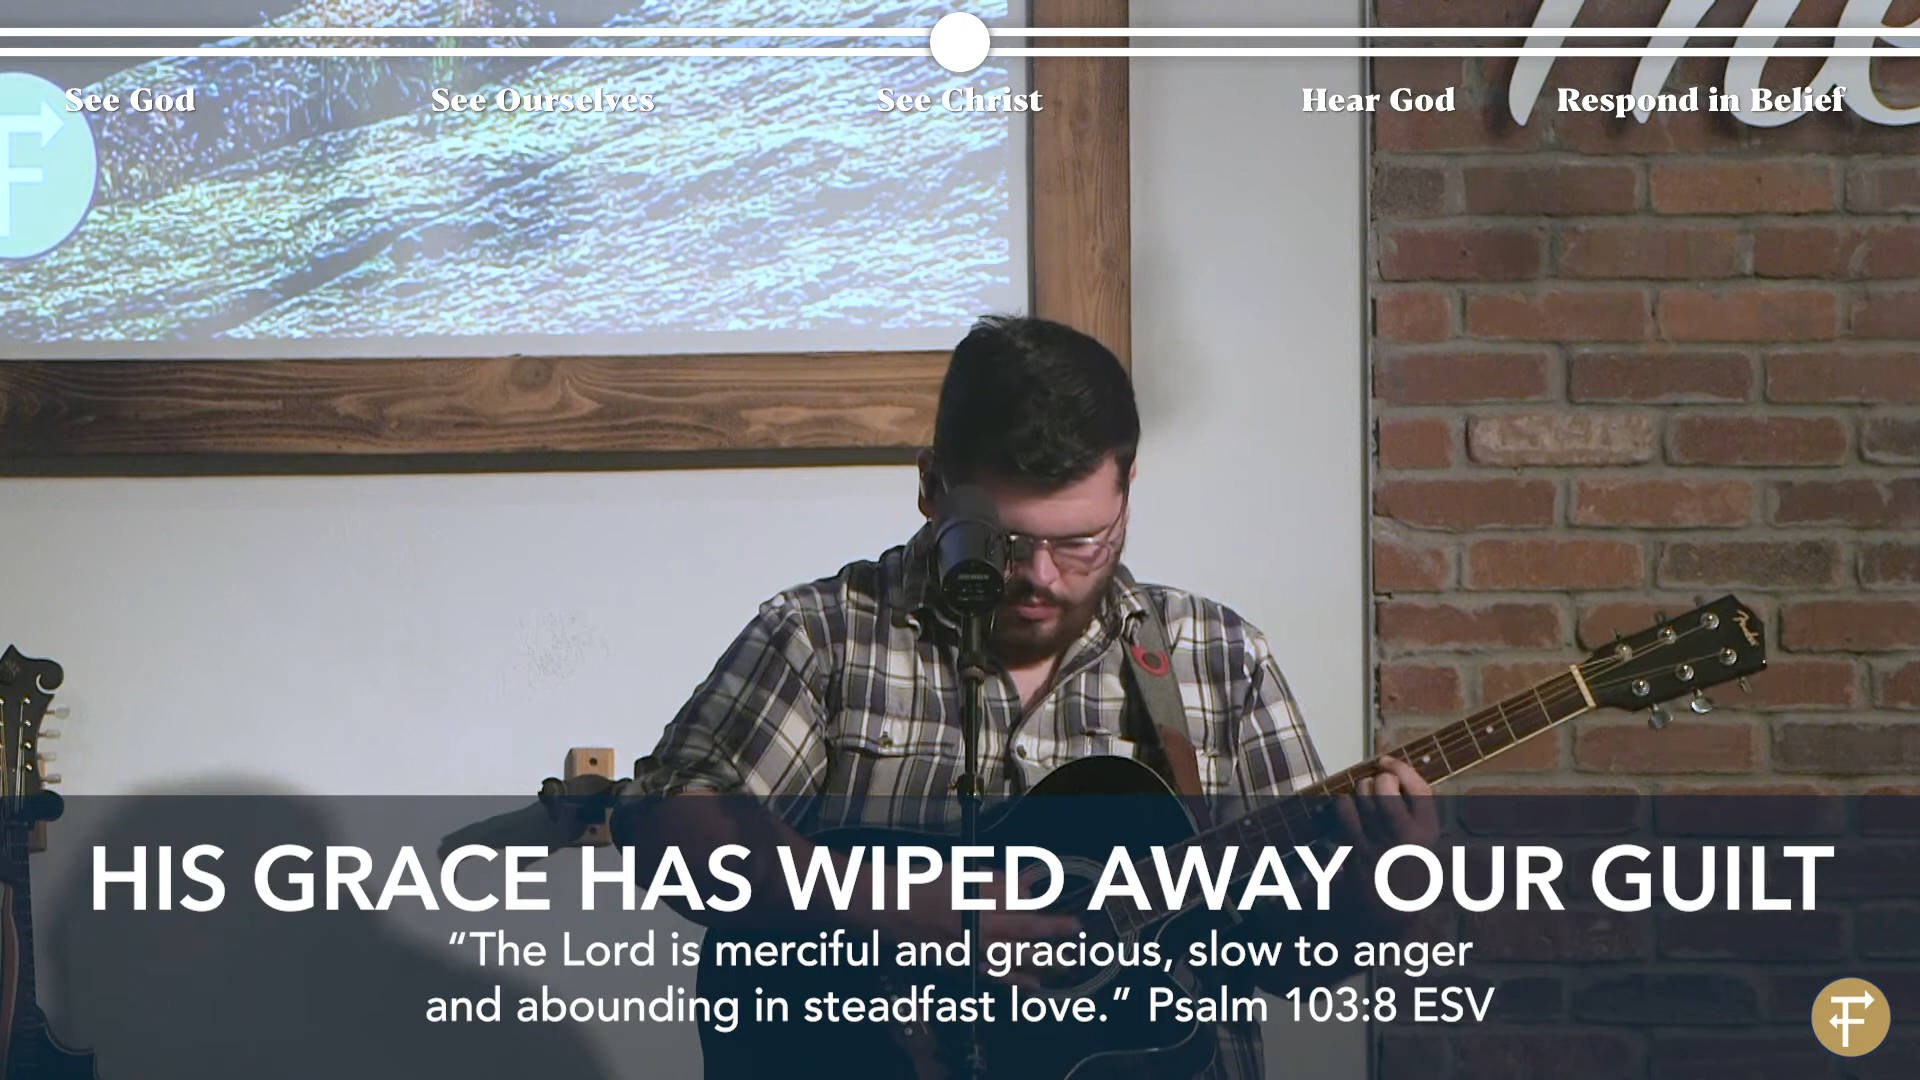 See God
See Ourselves
See Christ
Hear God
Respond in Belief
F
Fender
HIS GRACE HAS WIPED AWAY OUR GUILT
“The Lord is merciful and gracious, slow to anger
and abounding in steadfast love.” Psalm 103:8 ESV
F